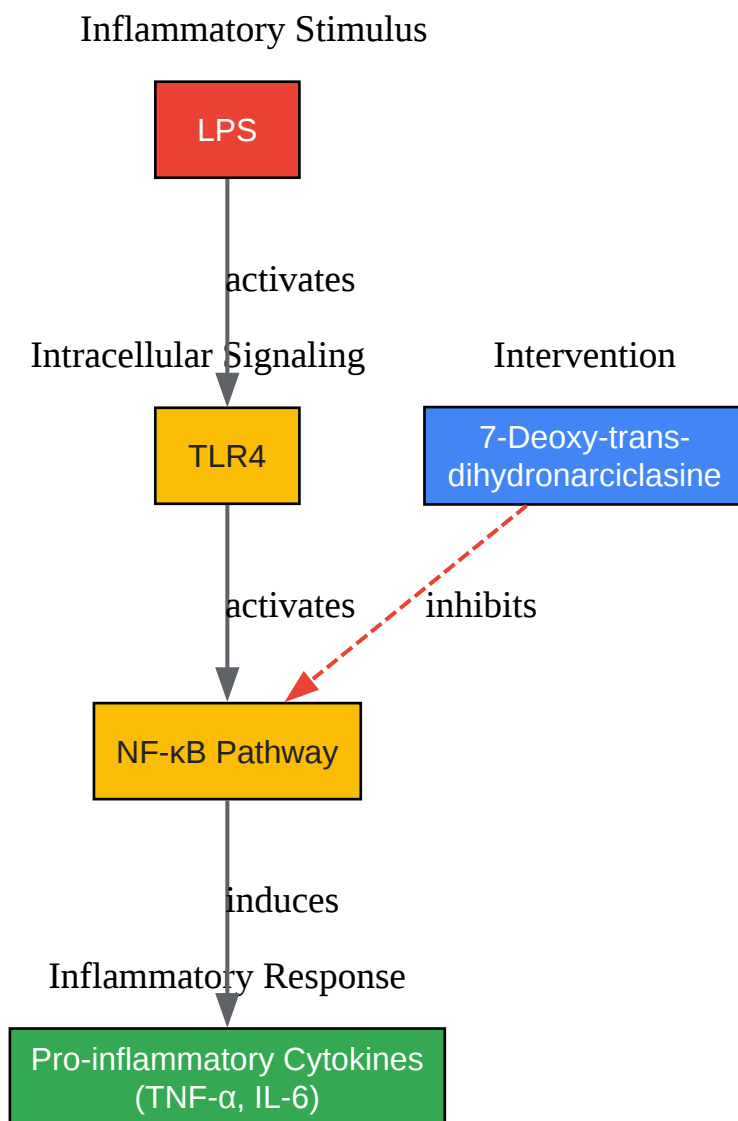 Inflammatory Stimulus
LPS
activates
Intracellular Signaling
Intervention
TLR4
7-Deoxy-trans-
dihydronarciclasine
activates
inhibits
NF-κB Pathway
induces
Inflammatory Response
Pro-inflammatory Cytokines
(TNF-α, IL-6)